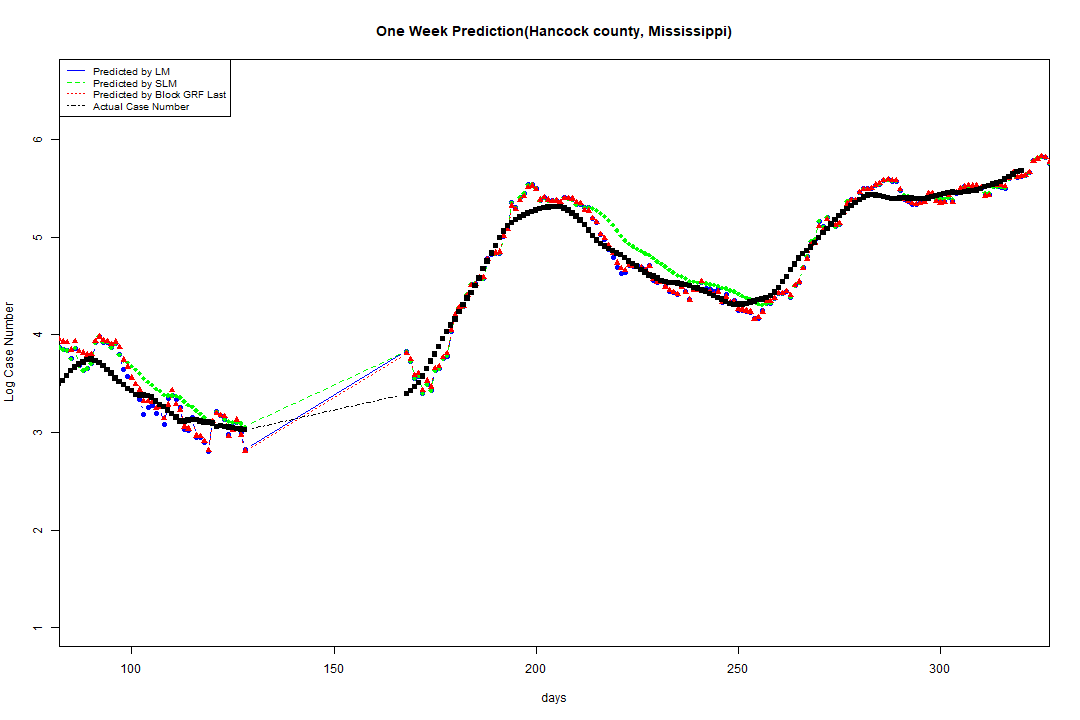 One Week Prediction(Hancock county, Mississippi)
Predicted by LM
Predicted by SLM
Predicted by Block GRF Last
Actual Case Number
Log Case Number
6
5
4
3
2
1
100 150 200 250 300
days